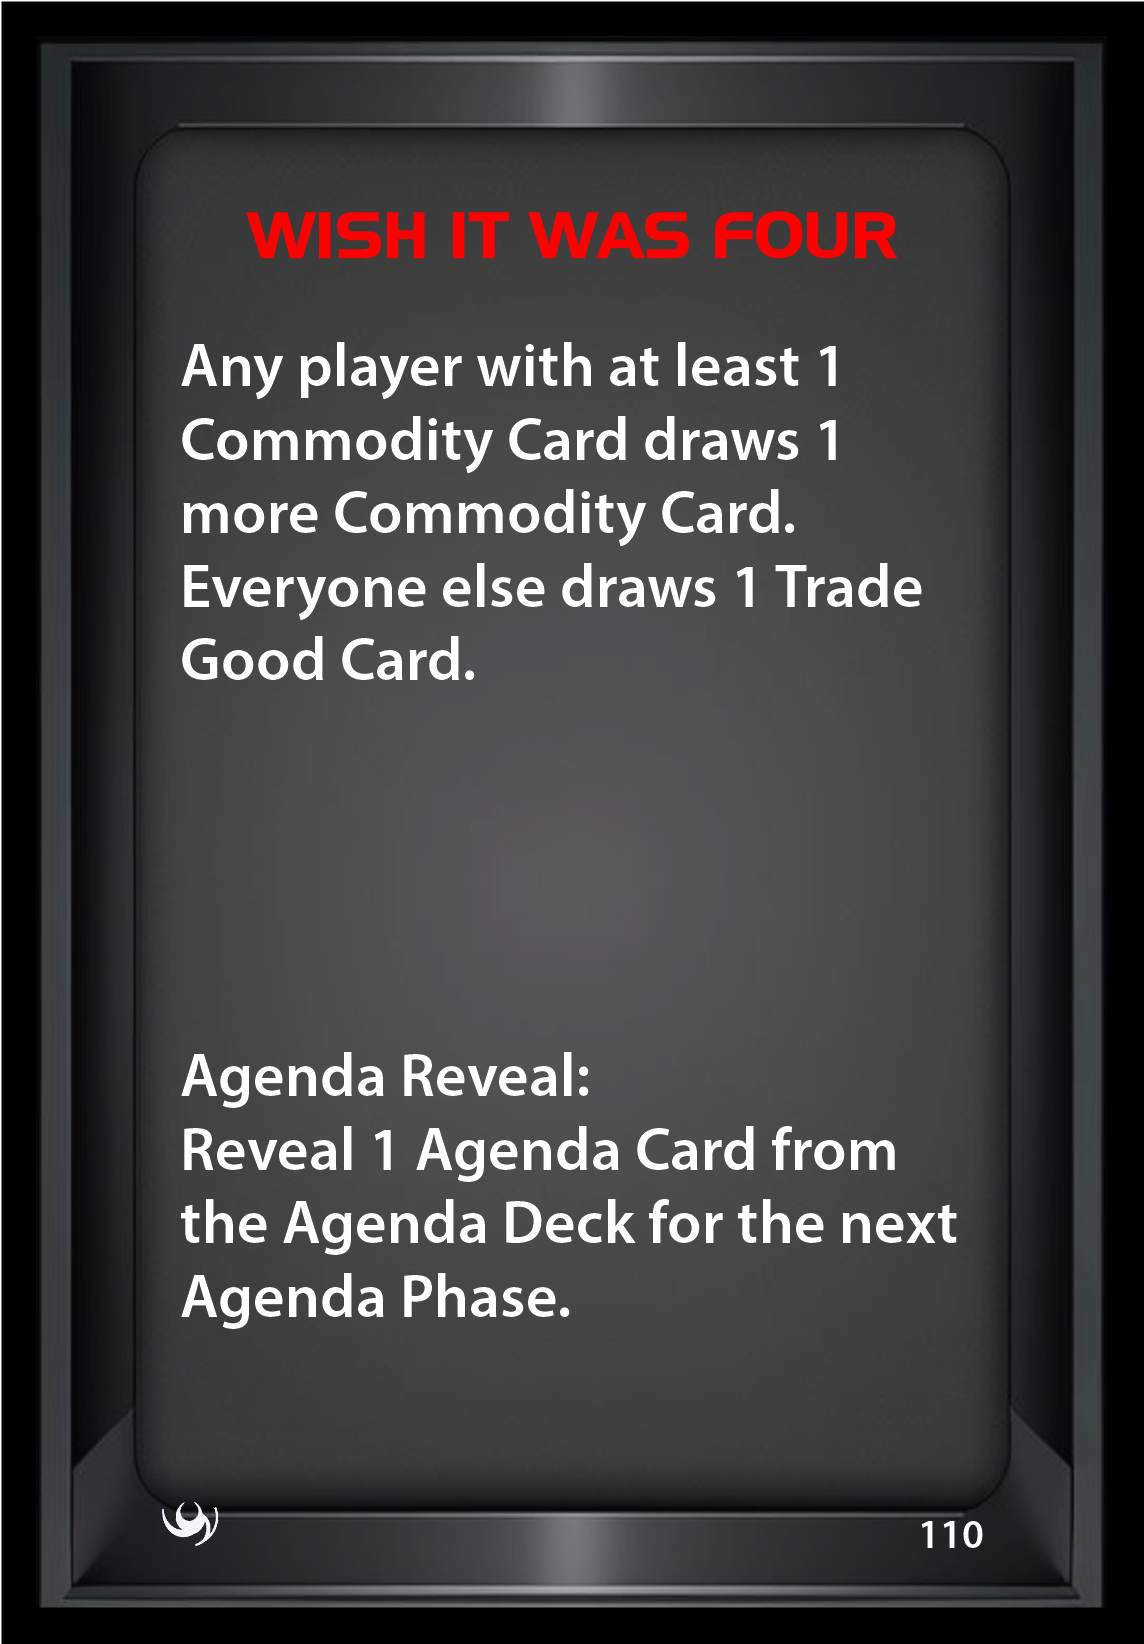 WISH IT WAS FOUR
Any player with at least 1
Commodity Card draws 1
more Commodity Card.
Everyone else draws 1 Trade
Good Card.
Agenda Reveal:
Reveal 1 Agenda Card from
the Agenda Deck for the next
Agenda Phase.
110